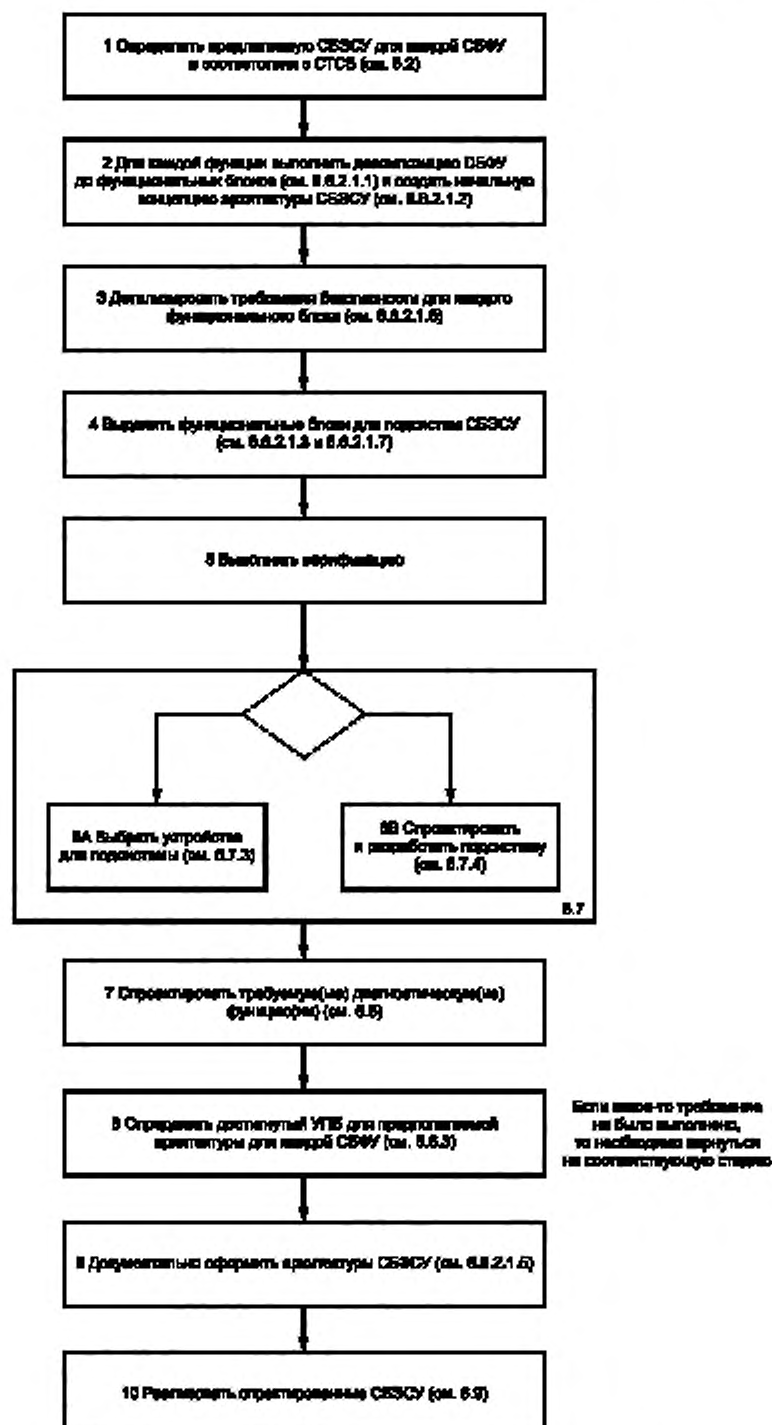 1 Определить предлагаемую СБЭСУ для каждой СБФУ
в соответствии с СТСБ (см. 6.2)
2 Для каждой функции выполнить декомпозицию СБФУ
до функциональных блоков (см. 6.6.2.1.1) и создать начальную
концепцию архитектуры СБЭСУ (см. 6.6.2.1.2)
3 Детализировать требования безопасности для каждого
функционального блока (см. 6.6.2.1.6)
4 Выделить функциональные блоки для подсистем СБЭСУ
(см. 6.6.2.1.3 и 6.6.2.1.7)
5 Выполнить верификацию
6А Выбрать устройства
для подсистемы (см. 6.7.3)
6В Спроектировать
и разработать подсистему
(см. 6.7.4)
6.7
7 Спроектировать требуемую(ые) диагностическую(ие)
функцию(ии) (см. 6.8)
8 Определить достигнутый УПБ для предполагаемой
архитектуры для каждой СБФУ (см. 6.6.3)
Если какое-то требование
не было выполнено,
то необходимо вернуться
на соответствующую стадию
9 Документально оформить архитектуры СБЭСУ (см. 6.6.2.1.5)
10 Реализовать спректированные СБЭСУ (см. 6.9)